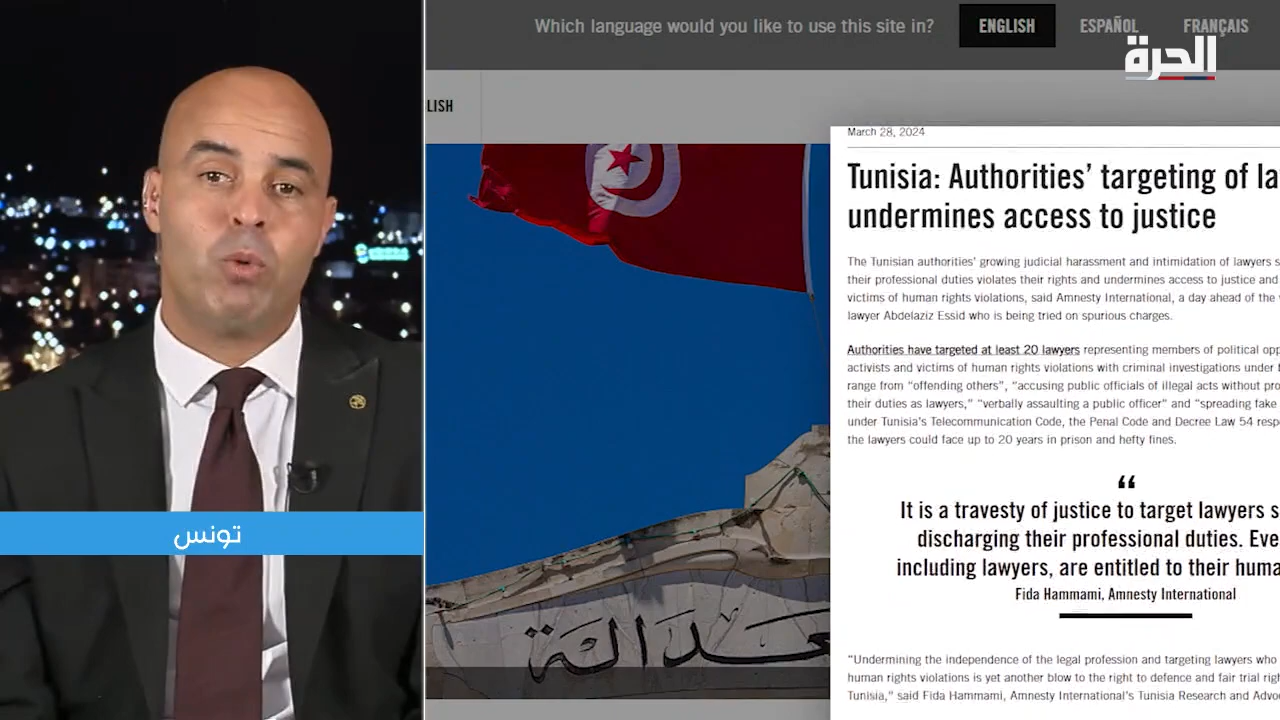 Which language would you like to use this site in?
ENGLISH
ESPAÑOL
FRANÇAIS
الحرة
LISH
March 28, 2024
Tunisia: Authorities’ targeting of la
undermines access to justice
The Tunisian authorities’ growing judicial harassment and intimidation of lawyers s
their professional duties violates their rights and undermines access to justice and
victims of human rights violations, said Amnesty International, a day ahead of the
lawyer Abdelaziz Essid who is being tried on spurious charges.
Authorities have targeted at least 20 lawyers representing members of political opp
activists and victims of human rights violations with criminal investigations under
range from “offending others”, “accusing public officials of illegal acts without pro
their duties as lawyers,” “verbally assaulting a public officer” and “spreading fake
under Tunisia’s Telecommunication Code, the Penal Code and Decree Law 54 resp
the lawyers could face up to 20 years in prison and hefty fines.
“
It is a travesty of justice to target lawyers s
discharging their professional duties. Eve
including lawyers, are entitled to their huma
Fida Hammami, Amnesty International
“Undermining the independence of the legal profession and targeting lawyers who
human rights violations is yet another blow to the right to defence and fair trial rig
Tunisia,” said Fida Hammami, Amnesty International’s Tunisia Research and Advo
تونس
عدالة